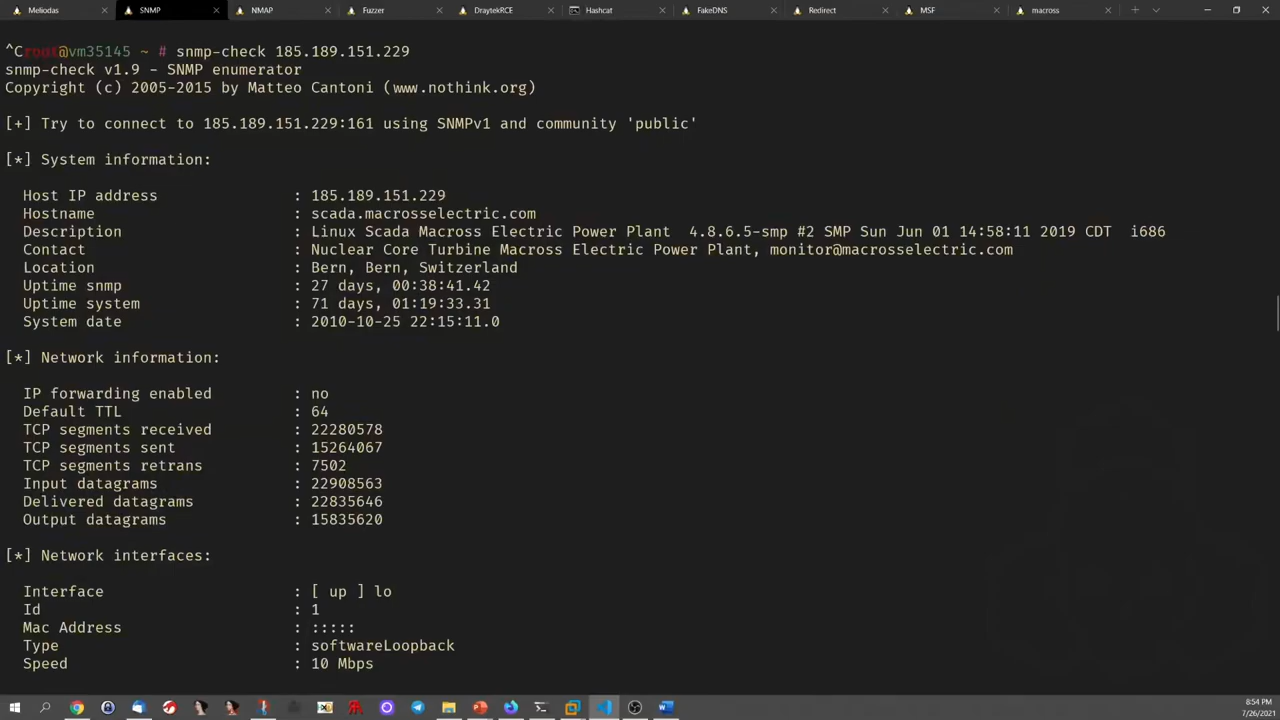 Meliodas
SNMP
NMAP
Fuzzer
DraytekRCE
Hashcat
FakeDNS
Redirect
MSF
macross
^Croot@vm35145 ~ # snmp-check 185.189.151.229
snmp-check v1.9 - SNMP enumerator
Copyright (c) 2005-2015 by Matteo Cantoni (www.nothink.org)
[+] Try to connect to 185.189.151.229:161 using SNMPv1 and community 'public'
[*] System information:
Host IP address : 185.189.151.229
Hostname : scada.macrosselectric.com
Description : Linux Scada Macross Electric Power Plant 4.8.6.5-smp #2 SMP Sun Jun 01 14:58:11 2019 CDT i686
Contact : Nuclear Core Turbine Macross Electric Power Plant, monitor@macrosselectric.com
Location : Bern, Bern, Switzerland
Uptime snmp : 27 days, 00:38:41.42
Uptime system : 71 days, 01:19:33.31
System date : 2010-10-25 22:15:11.0
[*] Network information:
IP forwarding enabled : no
Default TTL : 64
TCP segments received : 22280578
TCP segments sent : 15264067
TCP segments retrans : 7502
Input datagrams : 22908563
Delivered datagrams : 22835646
Output datagrams : 15835620
[*] Network interfaces:
Interface : [ up ] lo
Id : 1
Mac Address : :::::
Type : softwareLoopback
Speed : 10 Mbps
8:54 PM
7/26/2021